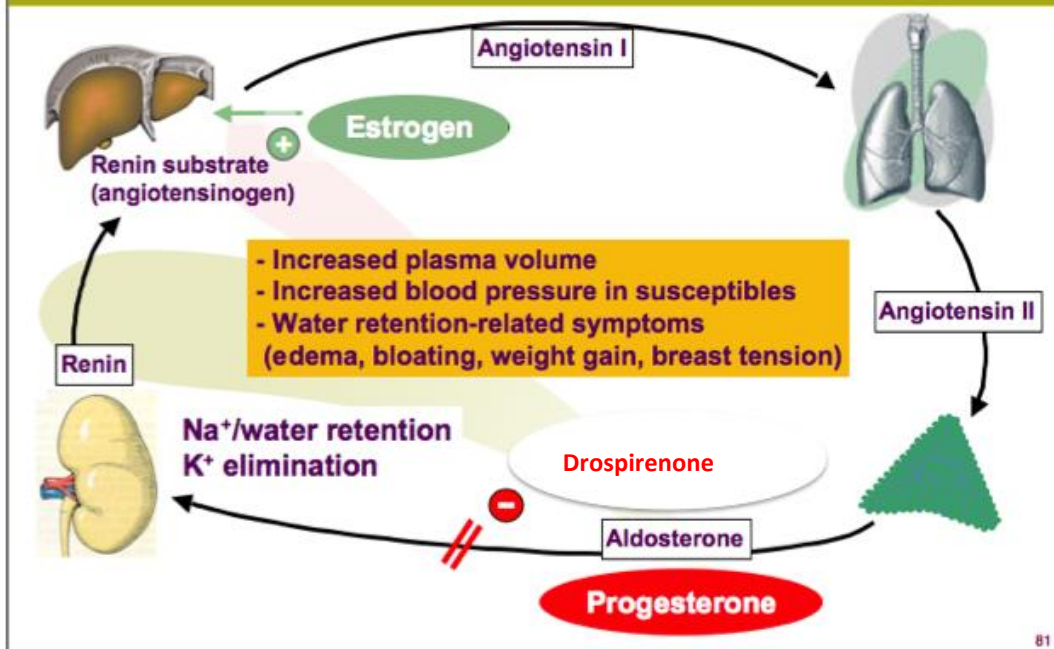 Angiotensin I
Estrogen
+
Renin substrate
(angiotensinogen)
- Increased plasma volume
- Increased blood pressure in susceptibles
- Water retention-related symptoms
(edema, bloating, weight gain, breast tension)
Angiotensin II
Renin
Na⁺/water retention
K⁺ elimination
Drospirenone
-
Aldosterone
Progesterone
81